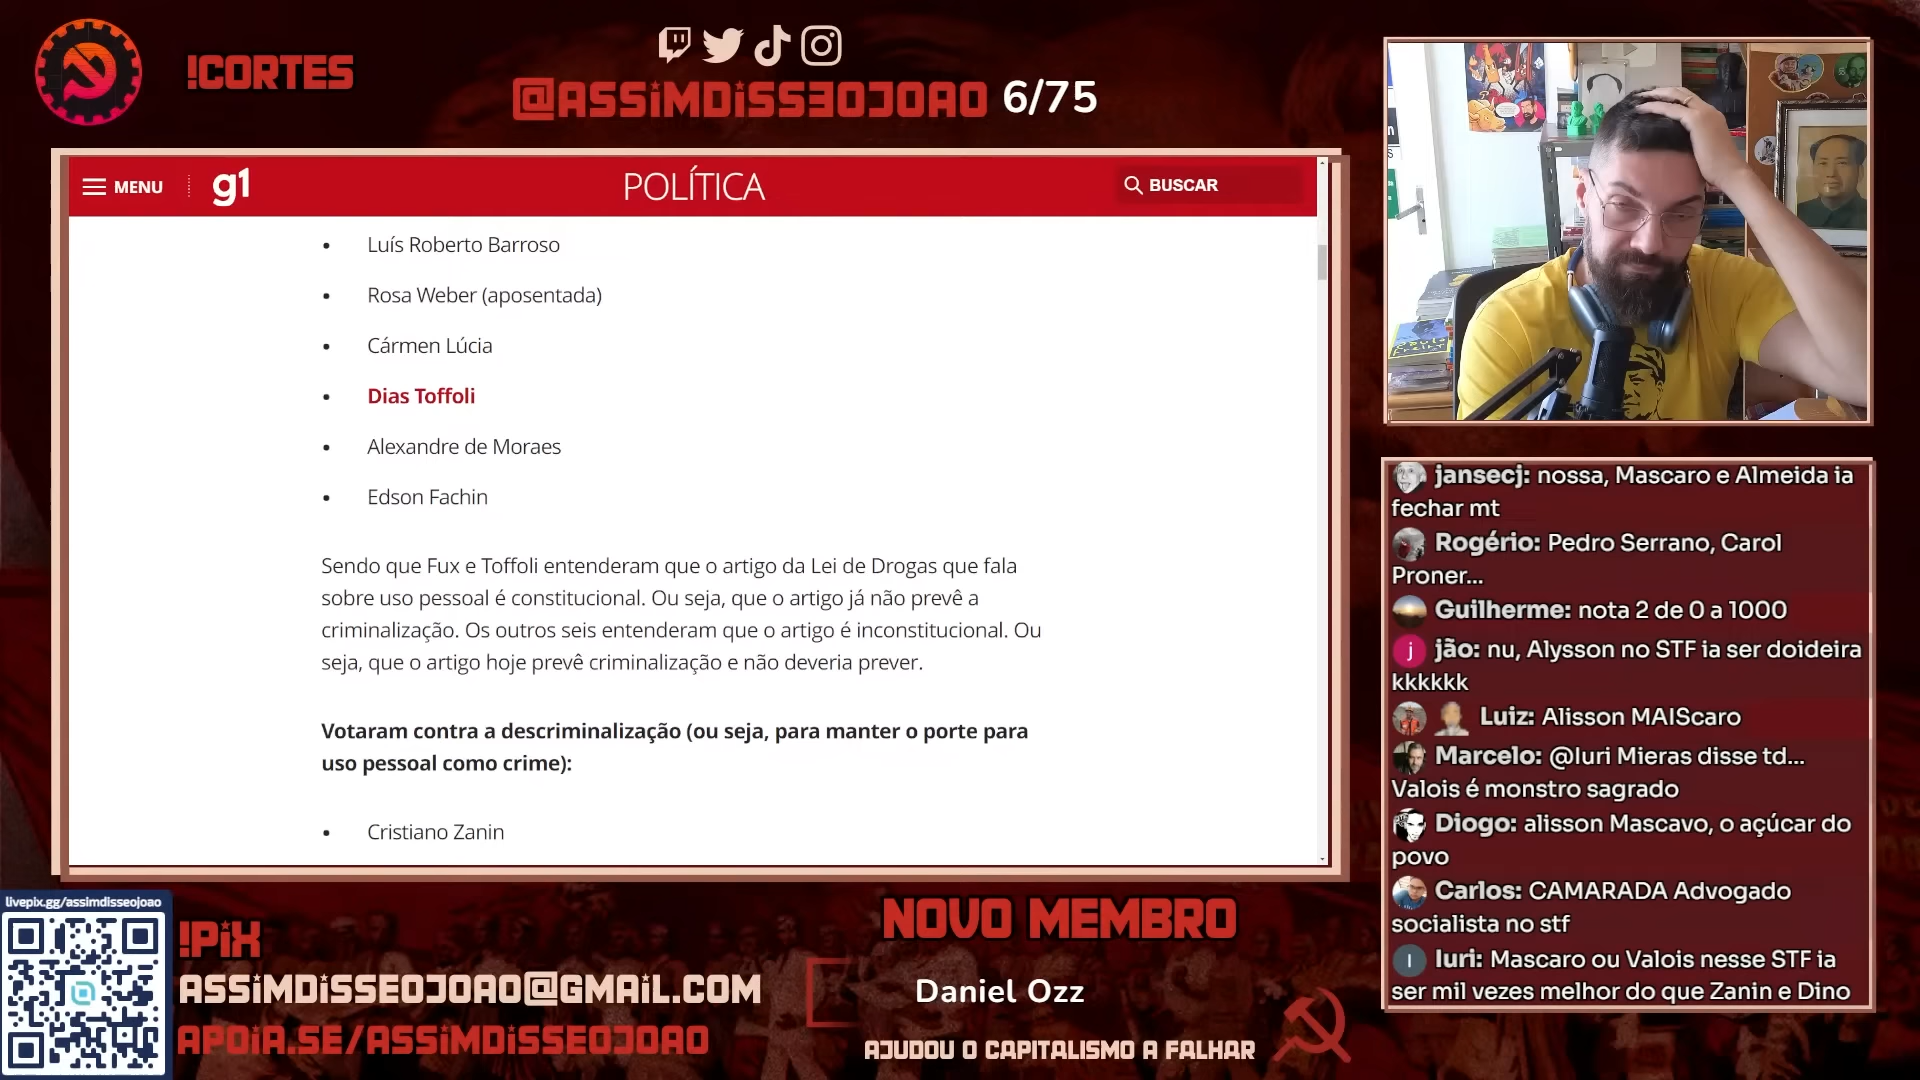 !CORTES
@ASSIMDISSEOJOAO 6/75
MENU
g1
POLÍTICA
BUSCAR
• Luís Roberto Barroso
• Rosa Weber (aposentada)
• Cármen Lúcia
• Dias Toffoli
• Alexandre de Moraes
• Edson Fachin
Sendo que Fux e Toffoli entenderam que o artigo da Lei de Drogas que fala
sobre uso pessoal é constitucional. Ou seja, que o artigo já não prevê a
criminalização. Os outros seis entenderam que o artigo é inconstitucional. Ou
seja, que o artigo hoje prevê criminalização e não deveria prever.
Votaram contra a descriminalização (ou seja, para manter o porte para
uso pessoal como crime):
• Cristiano Zanin
jansecj: nossa, Mascaro e Almeida ia
fechar mt
Rogério: Pedro Serrano, Carol
Proner...
Guilherme: nota 2 de 0 a 1000
j jão: nu, Alysson no STF ia ser doideira
kkkkkk
Luiz: Alisson MAIScaro
Marcelo: @Iuri Mieras disse td...
Valois é monstro sagrado
Diogo: alisson Mascavo, o açúcar do
povo
Carlos: CAMARADA Advogado
socialista no stf
I Iuri: Mascaro ou Valois nesse STF ia
ser mil vezes melhor do que Zanin e Dino
livepix.gg/assimdisseojoao
!PIX
ASSIMDISSEOJOAO@GMAIL.COM
APOIA.SE/ASSIMDISSEOJOAO
NOVO MEMBRO
Daniel Ozz
AJUDOU O CAPITALISMO A FALHAR